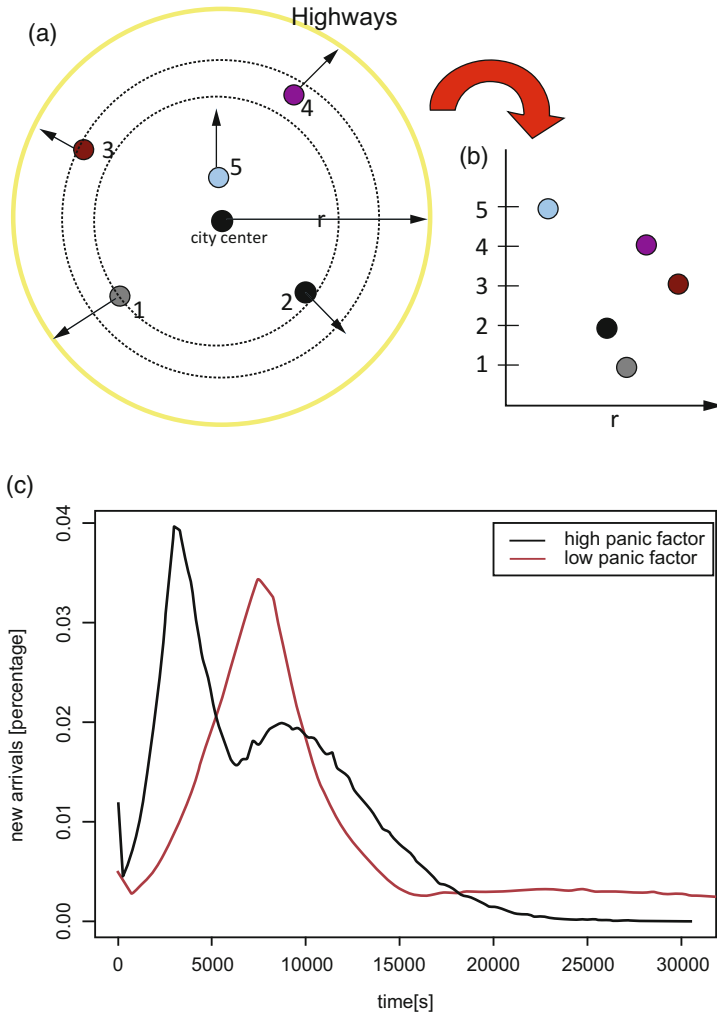 (a)
Highways
4
3
5
r
city center
1
2
(b)
5
4
3
2
1
r
(c)
new arrivals [percentage]
0.04
0.03
0.02
0.01
0.00
high panic factor
low panic factor
0 5000 10000 15000 20000 25000 30000
time[s]